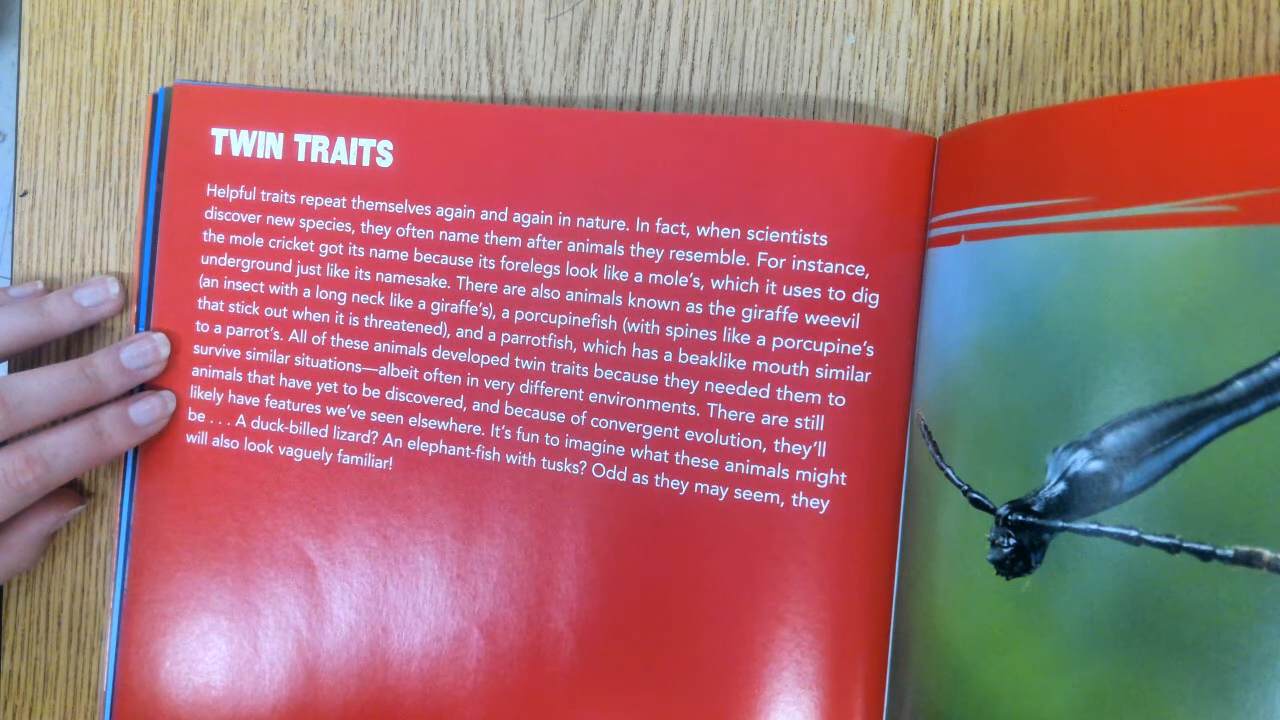 TWIN TRAITS
Helpful traits repeat themselves again and again in nature. In fact, when scientists
discover new species, they often name them after animals they resemble. For instance,
the mole cricket got its name because its forelegs look like a mole's, which it uses to dig
underground just like its namesake. There are also animals known as the giraffe weevil
(an insect with a long neck like a giraffe's), a porcupinefish (with spines like a porcupine's
that stick out when it is threatened), and a parrotfish, which has a beaklike mouth similar
to a parrot's. All of these animals developed twin traits because they needed them to
survive similar situations—albeit often in very different environments. There are still
animals that have yet to be discovered, and because of convergent evolution, they'll
likely have features we've seen elsewhere. It's fun to imagine what these animals might
be . . . A duck-billed lizard? An elephant-fish with tusks? Odd as they may seem, they
will also look vaguely familiar!